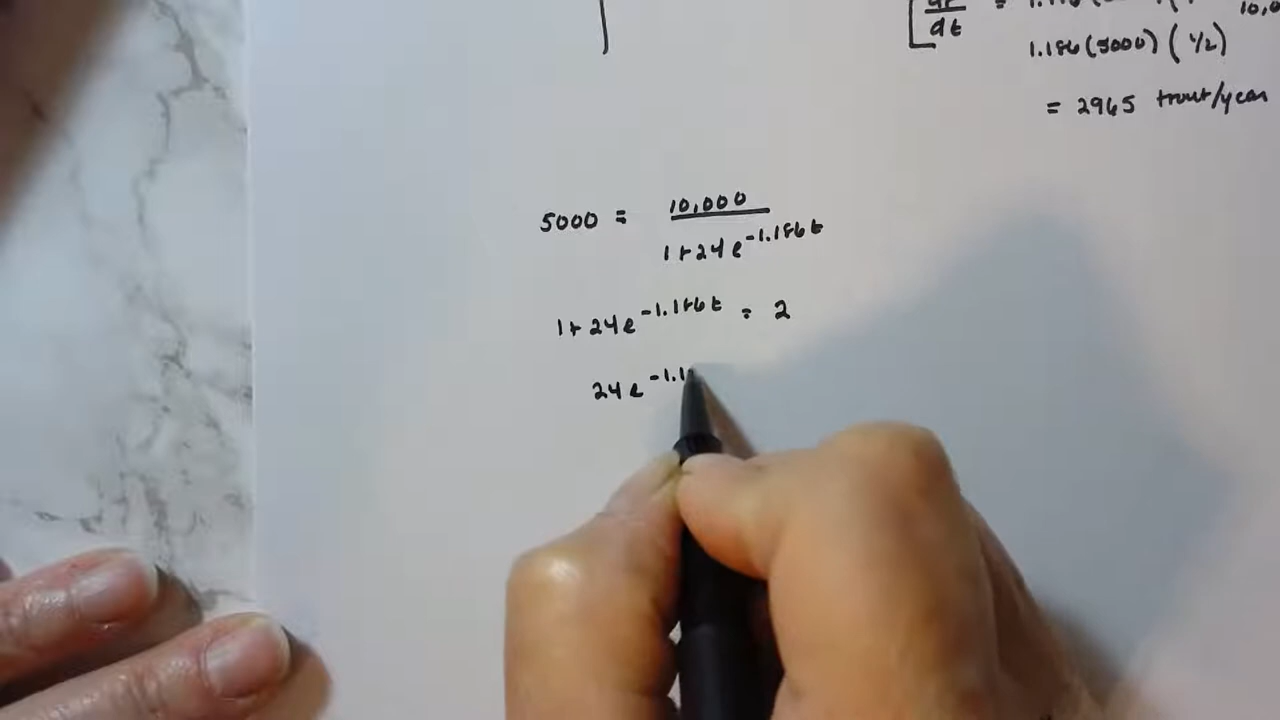 dt
1.186(5000)(1/2)
= 2965 trout/year
5000 = 10,000
1+24e^-1.186t
1+24e^-1.186t = 2
24e^-1.1